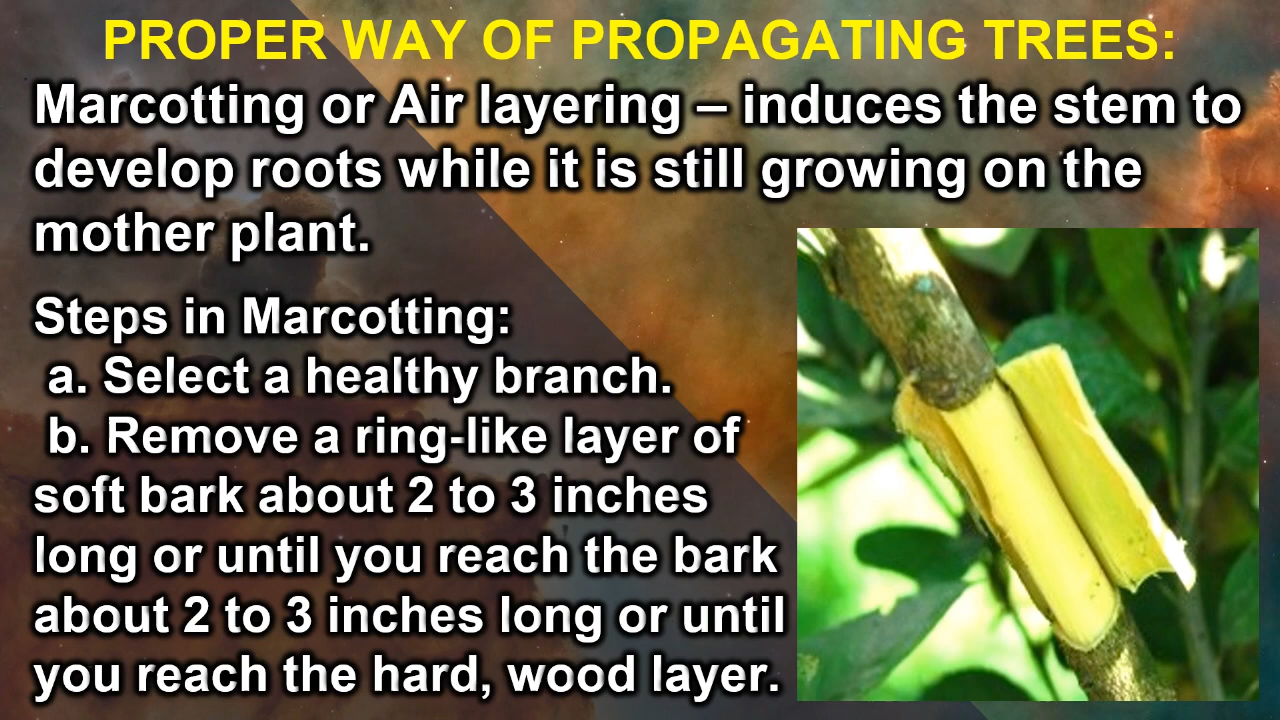 PROPER WAY OF PROPAGATING TREES:
Marcotting or Air layering – induces the stem to
develop roots while it is still growing on the
mother plant.
Steps in Marcotting:
a. Select a healthy branch.
b. Remove a ring-like layer of
soft bark about 2 to 3 inches
long or until you reach the bark
about 2 to 3 inches long or until
you reach the hard, wood layer.